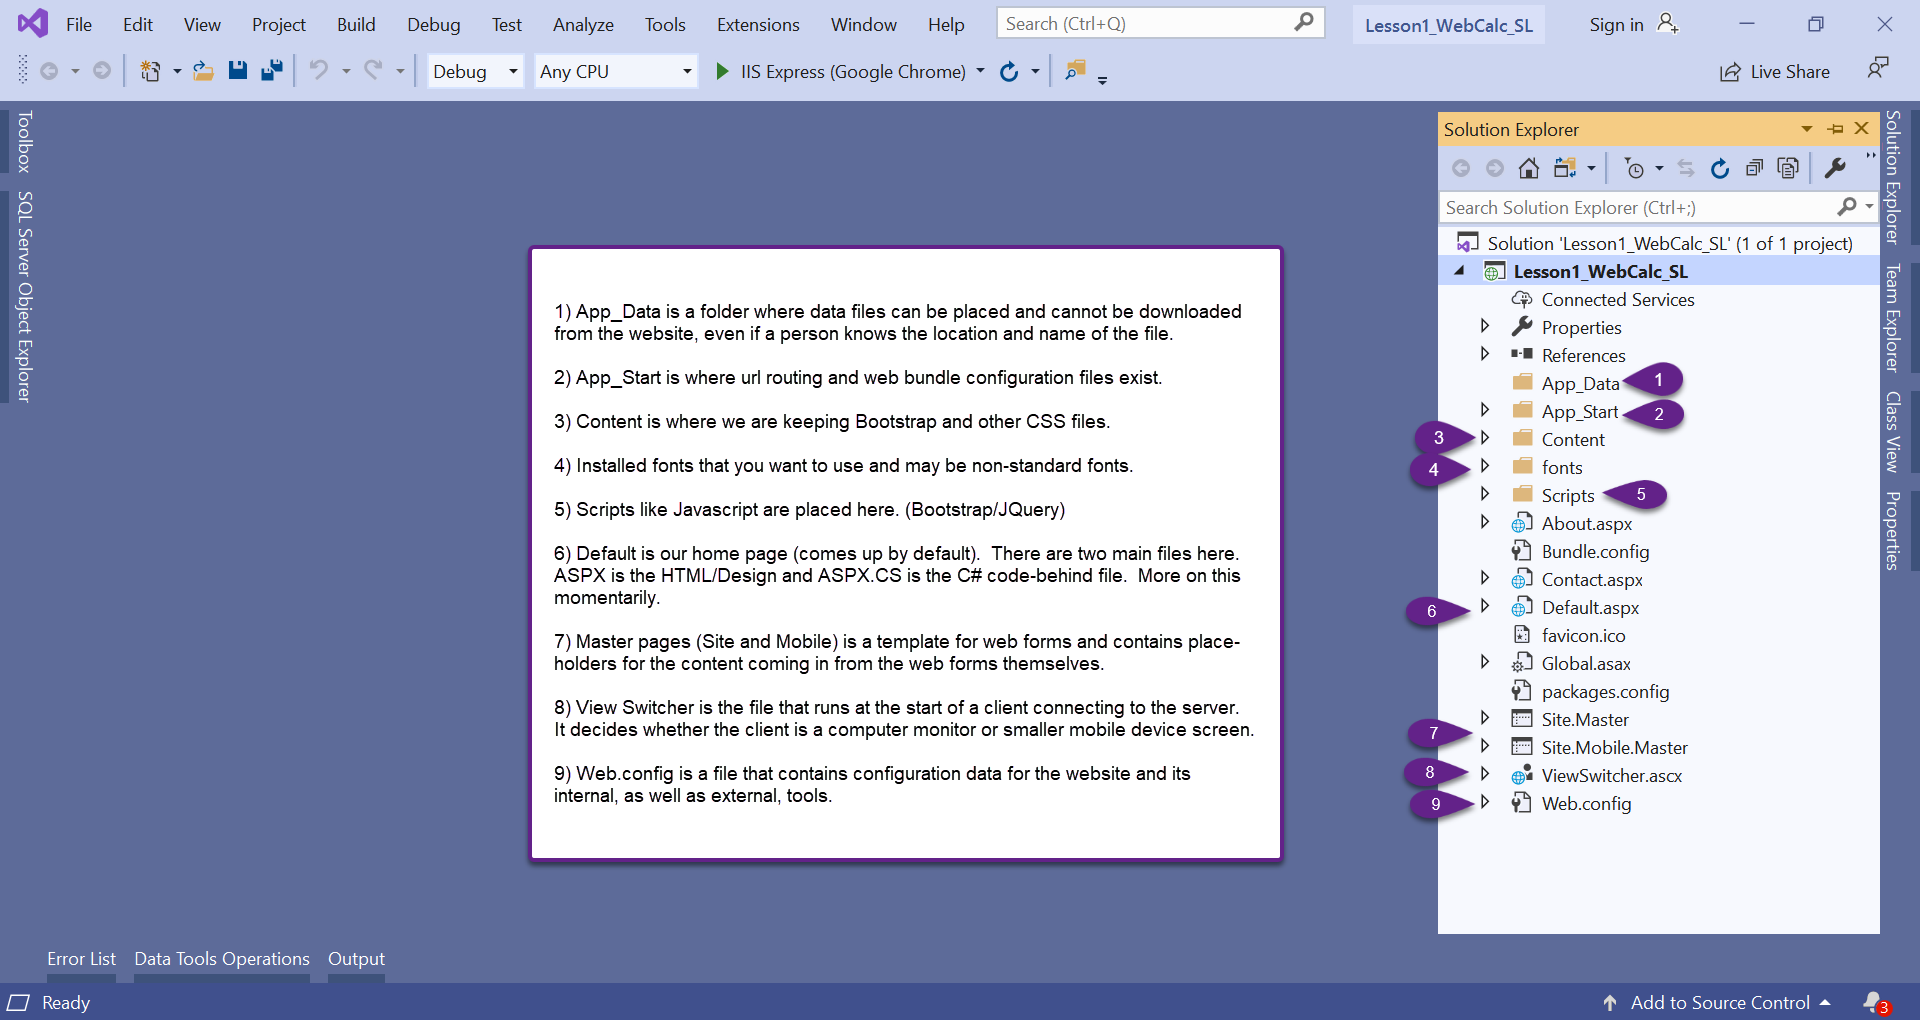 File Edit View Project Build Debug Test Analyze Tools Extensions Window Help Search (Ctrl+Q) Lesson1_WebCalc_SL Sign in
Debug Any CPU IIS Express (Google Chrome) Live Share
Toolbox
SQL Server Object Explorer
1) App_Data is a folder where data files can be placed and cannot be downloaded
from the website, even if a person knows the location and name of the file.
2) App_Start is where url routing and web bundle configuration files exist.
3) Content is where we are keeping Bootstrap and other CSS files.
4) Installed fonts that you want to use and may be non-standard fonts.
5) Scripts like Javascript are placed here. (Bootstrap/JQuery)
6) Default is our home page (comes up by default).  There are two main files here.
ASPX is the HTML/Design and ASPX.CS is the C# code-behind file.  More on this
momentarily.
7) Master pages (Site and Mobile) is a template for web forms and contains place-
holders for the content coming in from the web forms themselves.
8) View Switcher is the file that runs at the start of a client connecting to the server.
It decides whether the client is a computer monitor or smaller mobile device screen.
9) Web.config is a file that contains configuration data for the website and its
internal, as well as external, tools.
Solution Explorer
Search Solution Explorer (Ctrl+;)
Solution 'Lesson1_WebCalc_SL' (1 of 1 project)
Lesson1_WebCalc_SL
Connected Services
Properties
References
App_Data 1
App_Start 2
3 Content
4 fonts
Scripts 5
About.aspx
Bundle.config
Contact.aspx
6 Default.aspx
favicon.ico
Global.asax
packages.config
Site.Master
7
Site.Mobile.Master
8 ViewSwitcher.ascx
9 Web.config
Solution Explorer
Team Explorer
Class View
Properties
Error List Data Tools Operations Output
Ready Add to Source Control 3